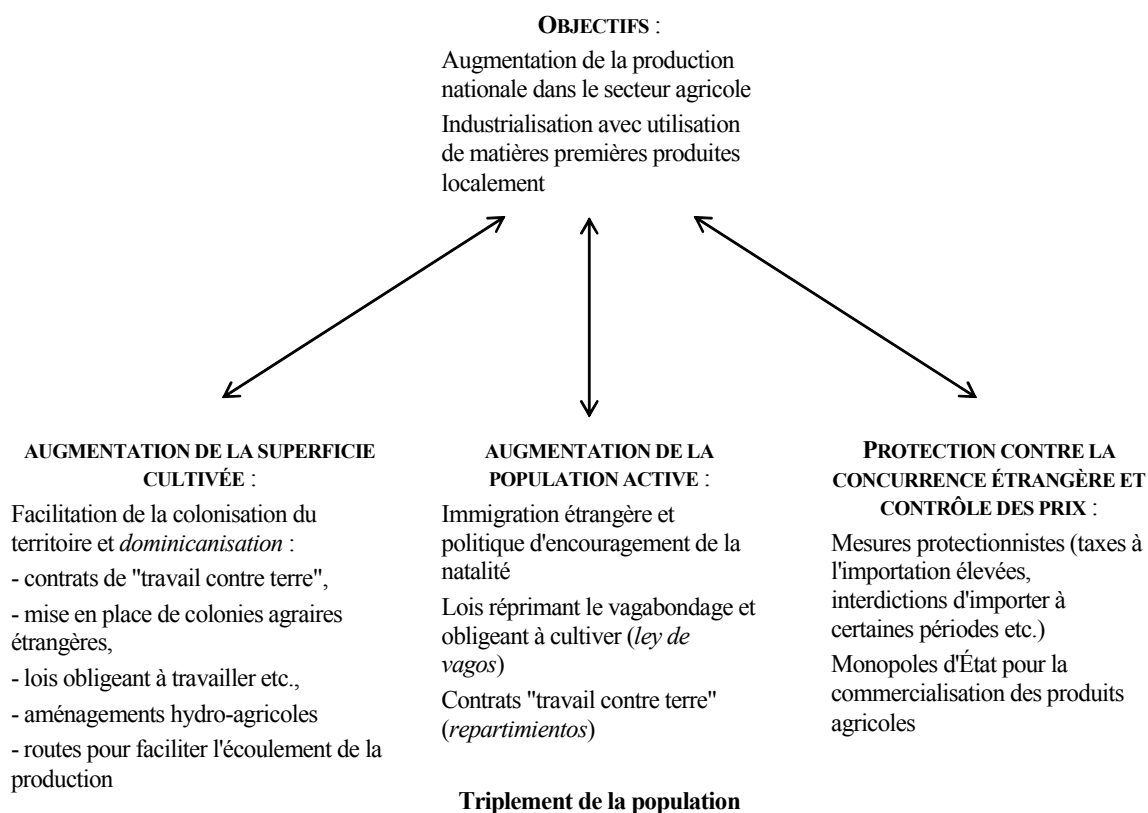 OBJECTIFS :
Augmentation de la production
nationale dans le secteur agricole
Industrialisation avec utilisation
de matières premières produites
localement
AUGMENTATION DE LA SUPERFICIE
CULTIVÉE :
Facilitation de la colonisation du
territoire et dominicanisation :
- contrats de "travail contre terre",
- mise en place de colonies agraires
étrangères,
- lois obligeant à travailler etc.,
- aménagements hydro-agricoles
- routes pour faciliter l'écoulement de la
production
AUGMENTATION DE LA
POPULATION ACTIVE :
Immigration étrangère et
politique d'encouragement de la
natalité
Lois réprimant le vagabondage et
obligeant à cultiver (ley de
vagos)
Contrats "travail contre terre"
(repartimientos)
Triplement de la population
PROTECTION CONTRE LA
CONCURRENCE ÉTRANGÈRE ET
CONTRÔLE DES PRIX :
Mesures protectionnistes (taxes à
l'importation élevées,
interdictions d'importer à
certaines périodes etc.)
Monopoles d'État pour la
commercialisation des produits
agricoles